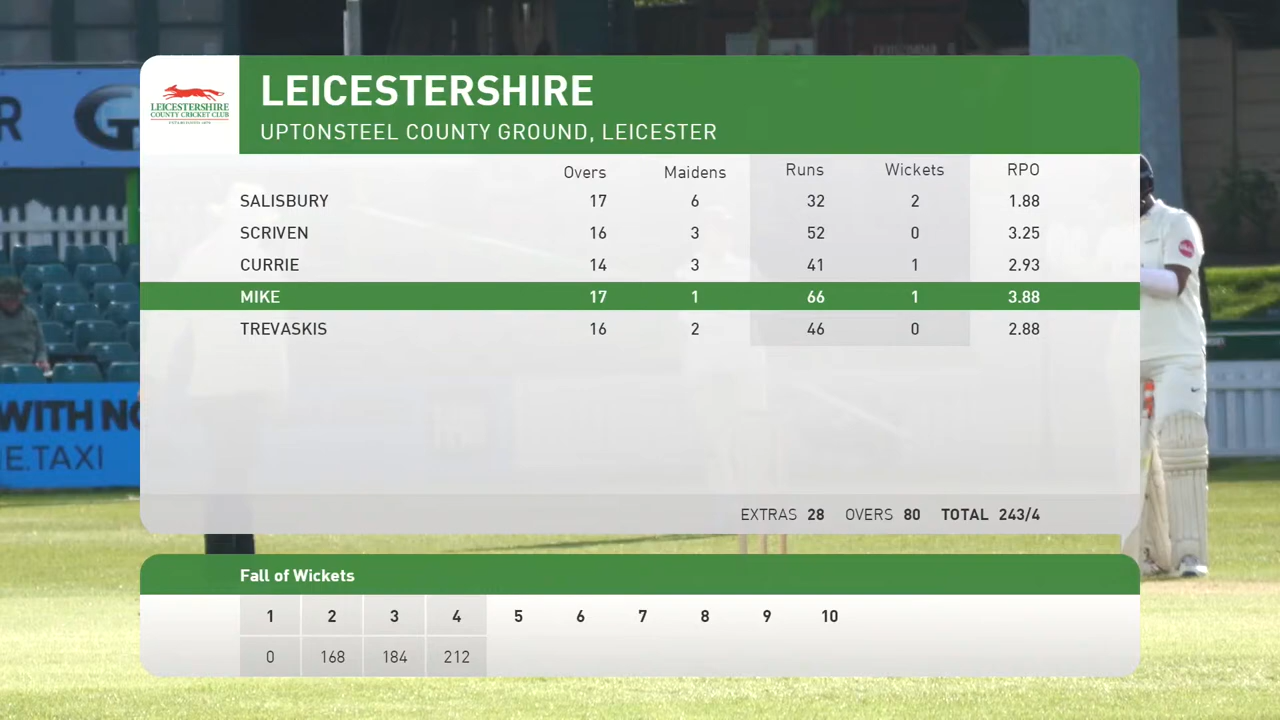 LEICESTERSHIRE
UPTONSTEEL COUNTY GROUND, LEICESTER
LEICESTERSHIRE
COUNTY CRICKET CLUB
Overs Maidens Runs Wickets RPO
SALISBURY 17 6 32 2 1.88
SCRIVEN 16 3 52 0 3.25
CURRIE 14 3 41 1 2.93
MIKE 17 1 66 1 3.88
TREVASKIS 16 2 46 0 2.88
EXTRAS 28 OVERS 80 TOTAL 243/4
Fall of Wickets
1 2 3 4 5 6 7 8 9 10
0 168 184 212
R G
WITH NO
E.TAXI